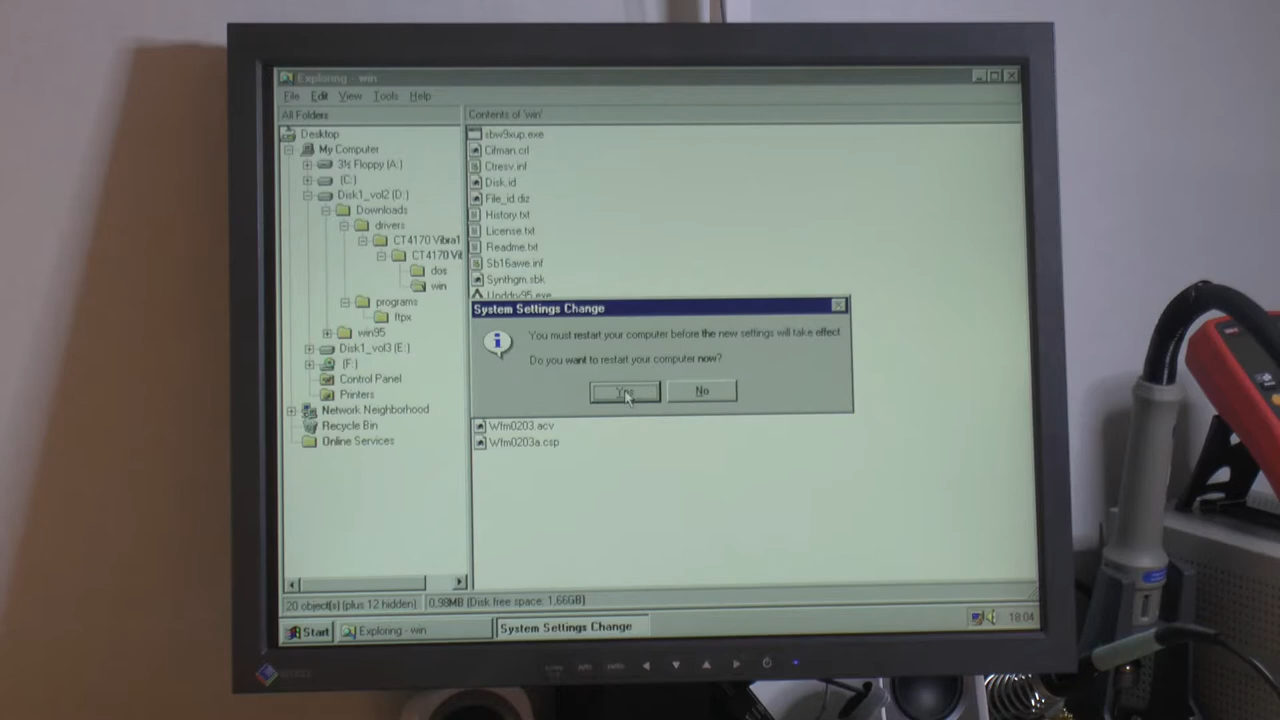 Exploring - win
File Edit View Tools Help
All Folders
Contents of 'win'
Desktop
My Computer
3½ Floppy (A:)
(C:)
Disk1_vol2 (D:)
Downloads
drivers
CT4170 Vibra1
CT4170 Vi
dos
win
programs
ftpx
win95
Disk1_vol3 (E:)
(F:)
Control Panel
Printers
Network Neighborhood
Recycle Bin
Online Services
sbw9xup.exe
Cifman.crl
Ctresv.inf
Disk.id
File_id.diz
History.txt
License.txt
Readme.txt
Sb16awe.inf
Synthgm.sbk
Unddrv95.exe
System Settings Change
You must restart your computer before the new settings will take effect
Do you want to restart your computer now?
Yes No
Wfm0203.acv
Wfm0203a.csp
20 object(s) (plus 12 hidden)
0,98MB (Disk free space: 1,66GB)
Start
Exploring - win
System Settings Change
18:04